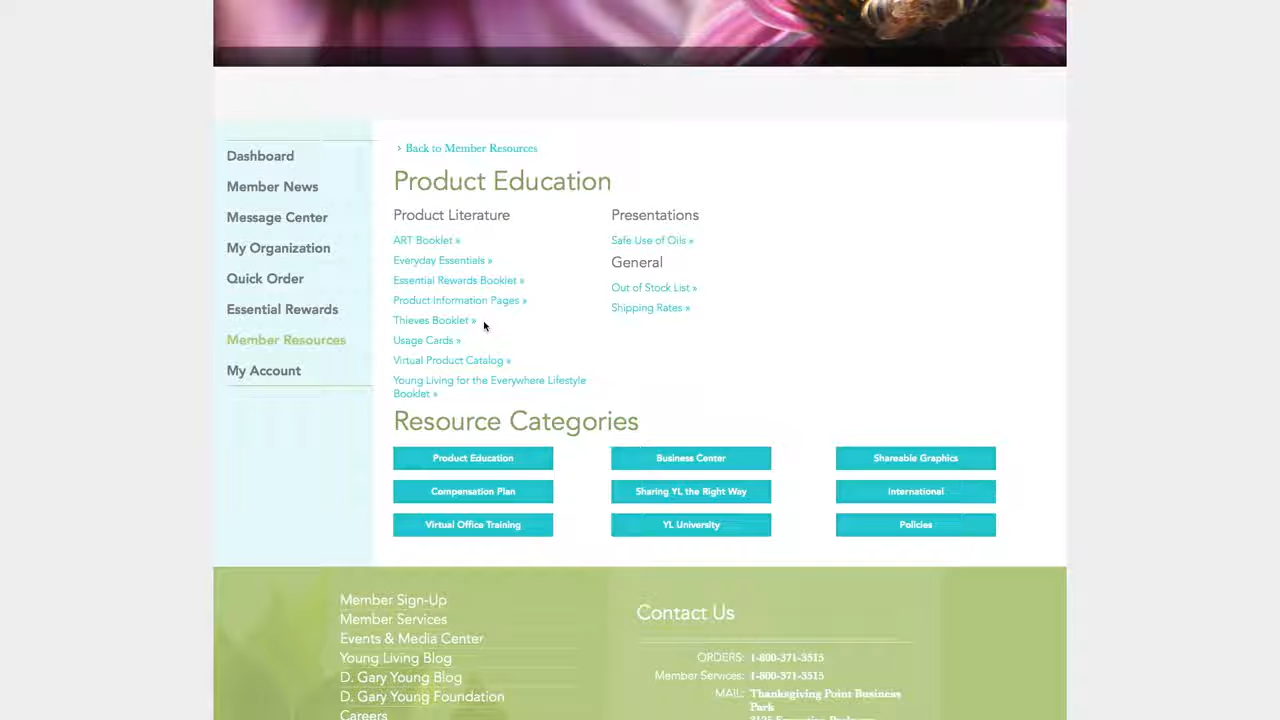 Dashboard
Member News
Message Center
My Organization
Quick Order
Essential Rewards
Member Resources
My Account
› Back to Member Resources
Product Education
Product Literature
ART Booklet »
Everyday Essentials »
Essential Rewards Booklet »
Product Information Pages »
Thieves Booklet »
Usage Cards »
Virtual Product Catalog »
Young Living for the Everywhere Lifestyle
Booklet »
Presentations
Safe Use of Oils »
General
Out of Stock List »
Shipping Rates »
Resource Categories
Product Education
Business Center
Shareable Graphics
Compensation Plan
Sharing YL the Right Way
International
Virtual Office Training
YL University
Policies
Member Sign-Up
Member Services
Events & Media Center
Young Living Blog
D. Gary Young Blog
D. Gary Young Foundation
Careers
Contact Us
ORDERS: 1-800-371-3515
Member Services: 1-800-371-3515
MAIL: Thanksgiving Point Business
Park